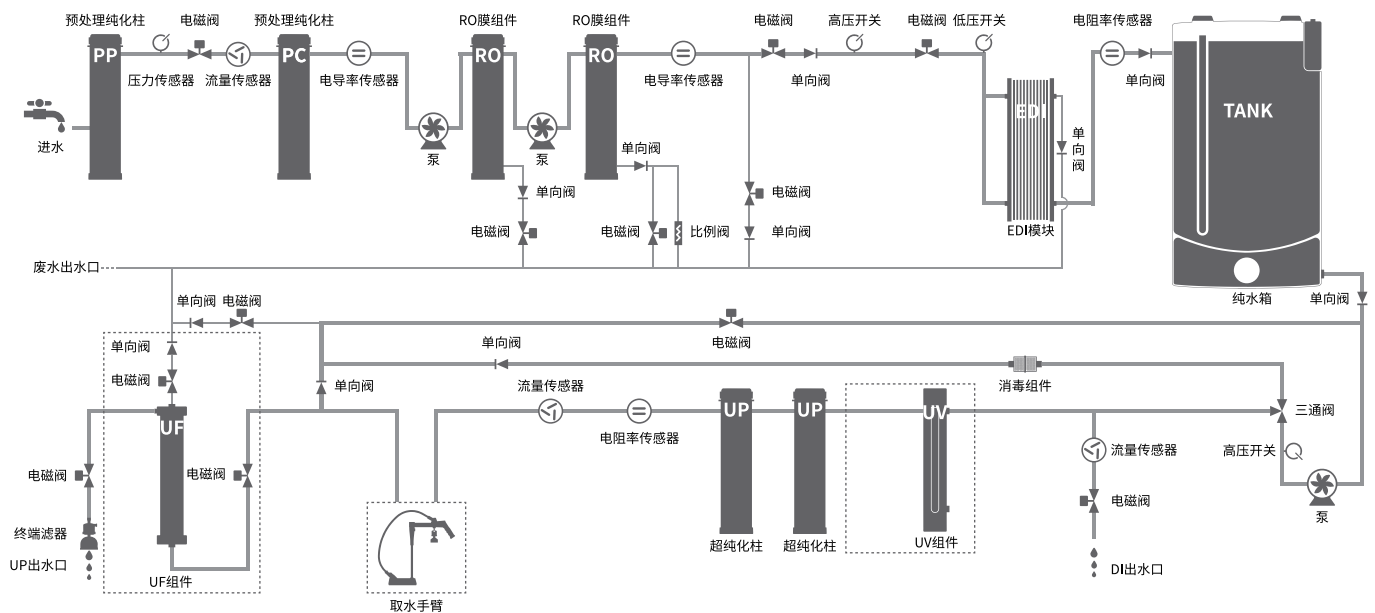 预处理纯化柱
电磁阀
预处理纯化柱
RO膜组件
RO膜组件
电磁阀
高压开关
电磁阀
低压开关
电阻率传感器
PP
PC
RO
RO
压力传感器
流量传感器
电导率传感器
电导率传感器
单向阀
单向阀
EDI
TANK
进水
泵
泵
单向阀
单向阀
单向阀
电磁阀
电磁阀
电磁阀
比例阀
单向阀
EDI模块
废水出水口
纯水箱
单向阀
单向阀
电磁阀
单向阀
电磁阀
单向阀
电磁阀
单向阀
流量传感器
消毒组件
UF
UP
UP
UV
三通阀
电阻率传感器
高压开关
流量传感器
电磁阀
电磁阀
电磁阀
泵
终端滤器
UP出水口
UF组件
超纯化柱
超纯化柱
UV组件
DI出水口
取水手臂